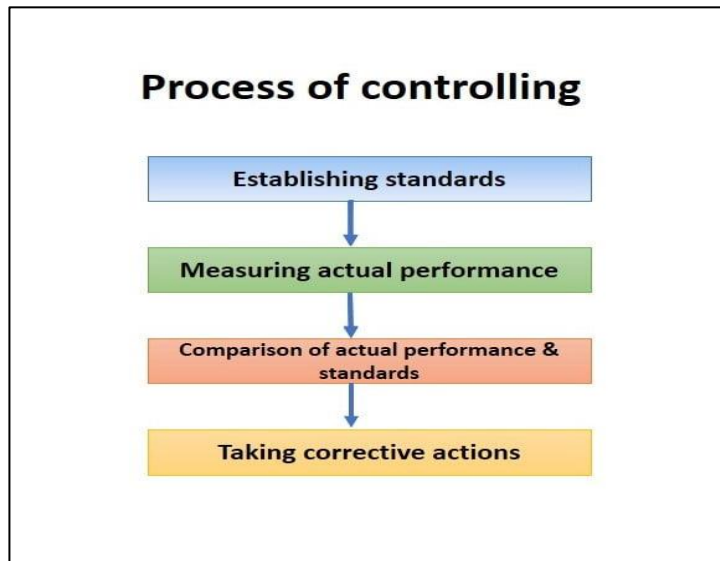 Process of controlling
Establishing standards
Measuring actual performance
Comparison of actual performance &
standards
Taking corrective actions